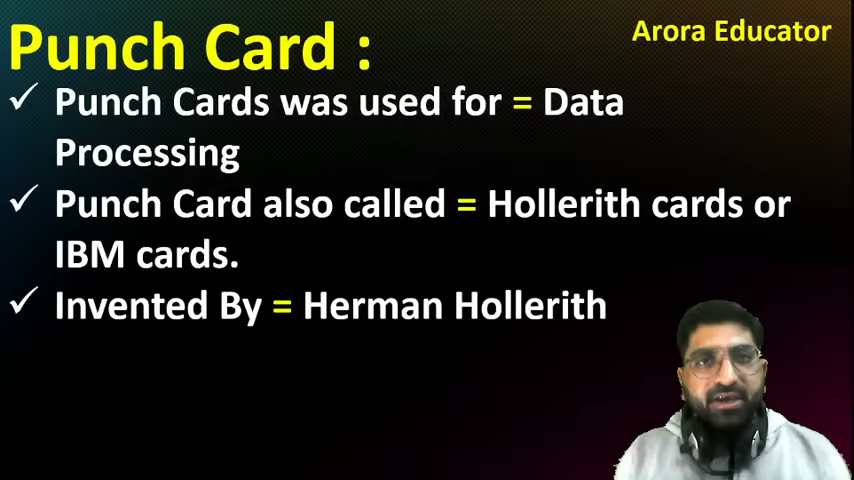 Punch Card :
Arora Educator
✓ Punch Cards was used for = Data
Processing
✓ Punch Card also called = Hollerith cards or
IBM cards.
✓ Invented By = Herman Hollerith